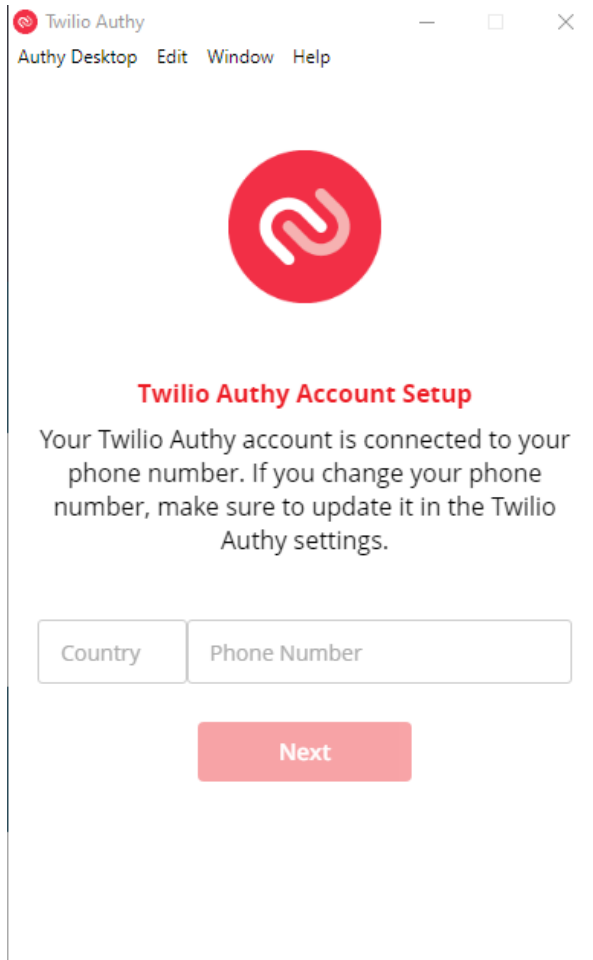 Twilio Authy
Authy Desktop Edit Window Help
Twilio Authy Account Setup
Your Twilio Authy account is connected to your
phone number. If you change your phone
number, make sure to update it in the Twilio
Authy settings.
Country Phone Number
Next